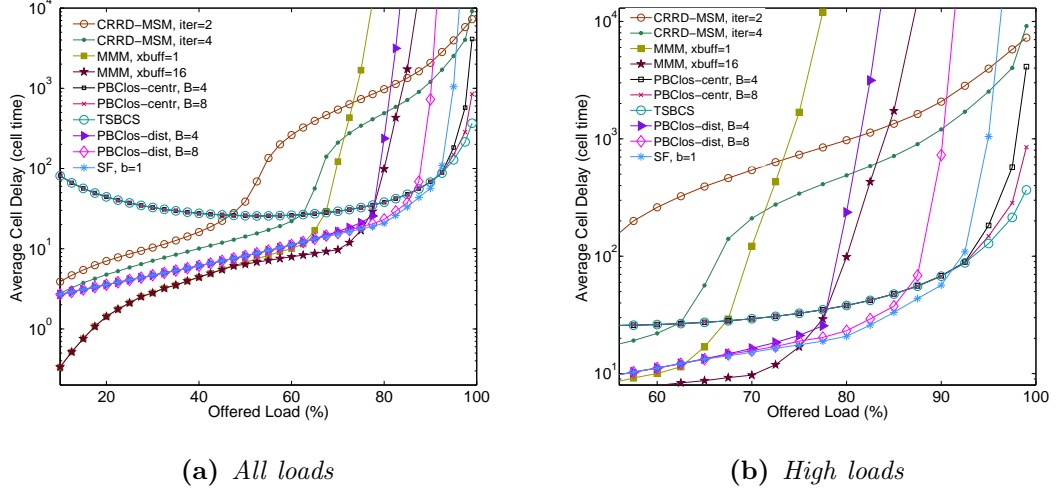 10^4
10^3
10^2
10^1
10^0
Average Cell Delay (cell time)
CRRD-MSM, iter=2
CRRD-MSM, iter=4
MMM, xbuff=1
MMM, xbuff=16
PBClos-centr, B=4
PBClos-centr, B=8
TSBCS
PBClos-dist, B=4
PBClos-dist, B=8
SF, b=1
20 40 60 80 100
Offered Load (%)
(a) All loads
10^4
10^3
10^2
10^1
Average Cell Delay (cell time)
CRRD-MSM, iter=2
CRRD-MSM, iter=4
MMM, xbuff=1
MMM, xbuff=16
PBClos-centr, B=4
PBClos-centr, B=8
TSBCS
PBClos-dist, B=4
PBClos-dist, B=8
SF, b=1
60 70 80 90 100
Offered Load (%)
(b) High loads